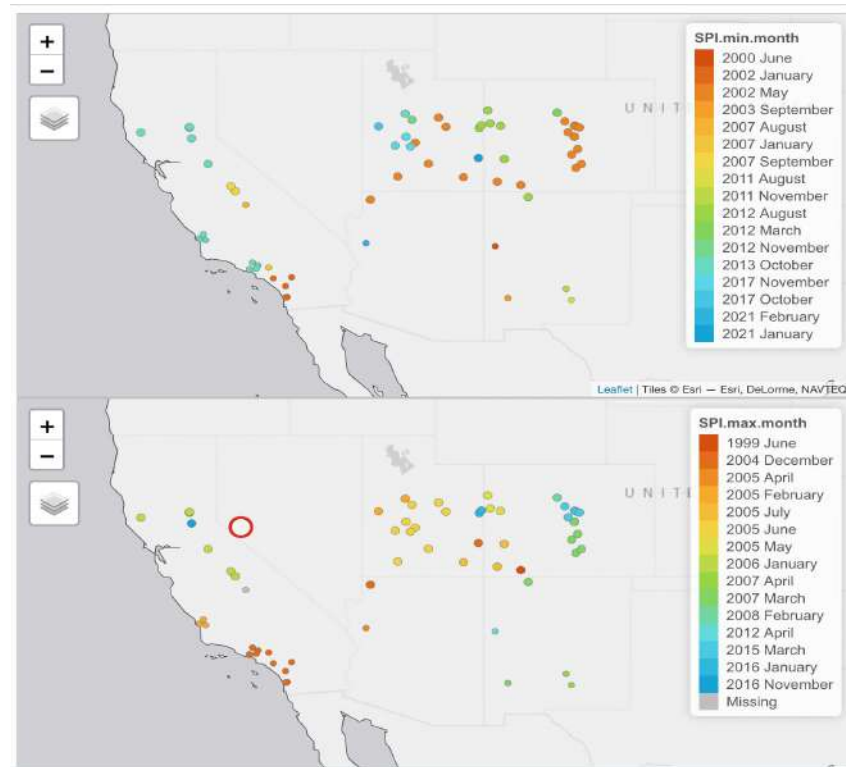 +
−
SPI.min.month
2000 June
2002 January
2002 May
2003 September
2007 August
2007 January
2007 September
2011 August
2011 November
2012 August
2012 March
2012 November
2013 October
2017 November
2017 October
2021 February
2021 January
U N I T
Leaflet | Tiles © Esri — Esri, DeLorme, NAVTEQ
+
−
SPI.max.month
1999 June
2004 December
2005 April
2005 February
2005 July
2005 June
2005 May
2006 January
2007 April
2007 March
2008 February
2012 April
2015 March
2016 January
2016 November
Missing
U N I T